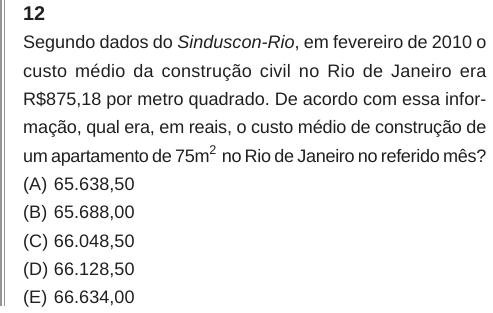 12
Segundo dados do Sinduscon-Rio, em fevereiro de 2010 o
custo médio da construção civil no Rio de Janeiro era
R$875,18 por metro quadrado. De acordo com essa infor-
mação, qual era, em reais, o custo médio de construção de
um apartamento de 75m² no Rio de Janeiro no referido mês?
(A) 65.638,50
(B) 65.688,00
(C) 66.048,50
(D) 66.128,50
(E) 66.634,00